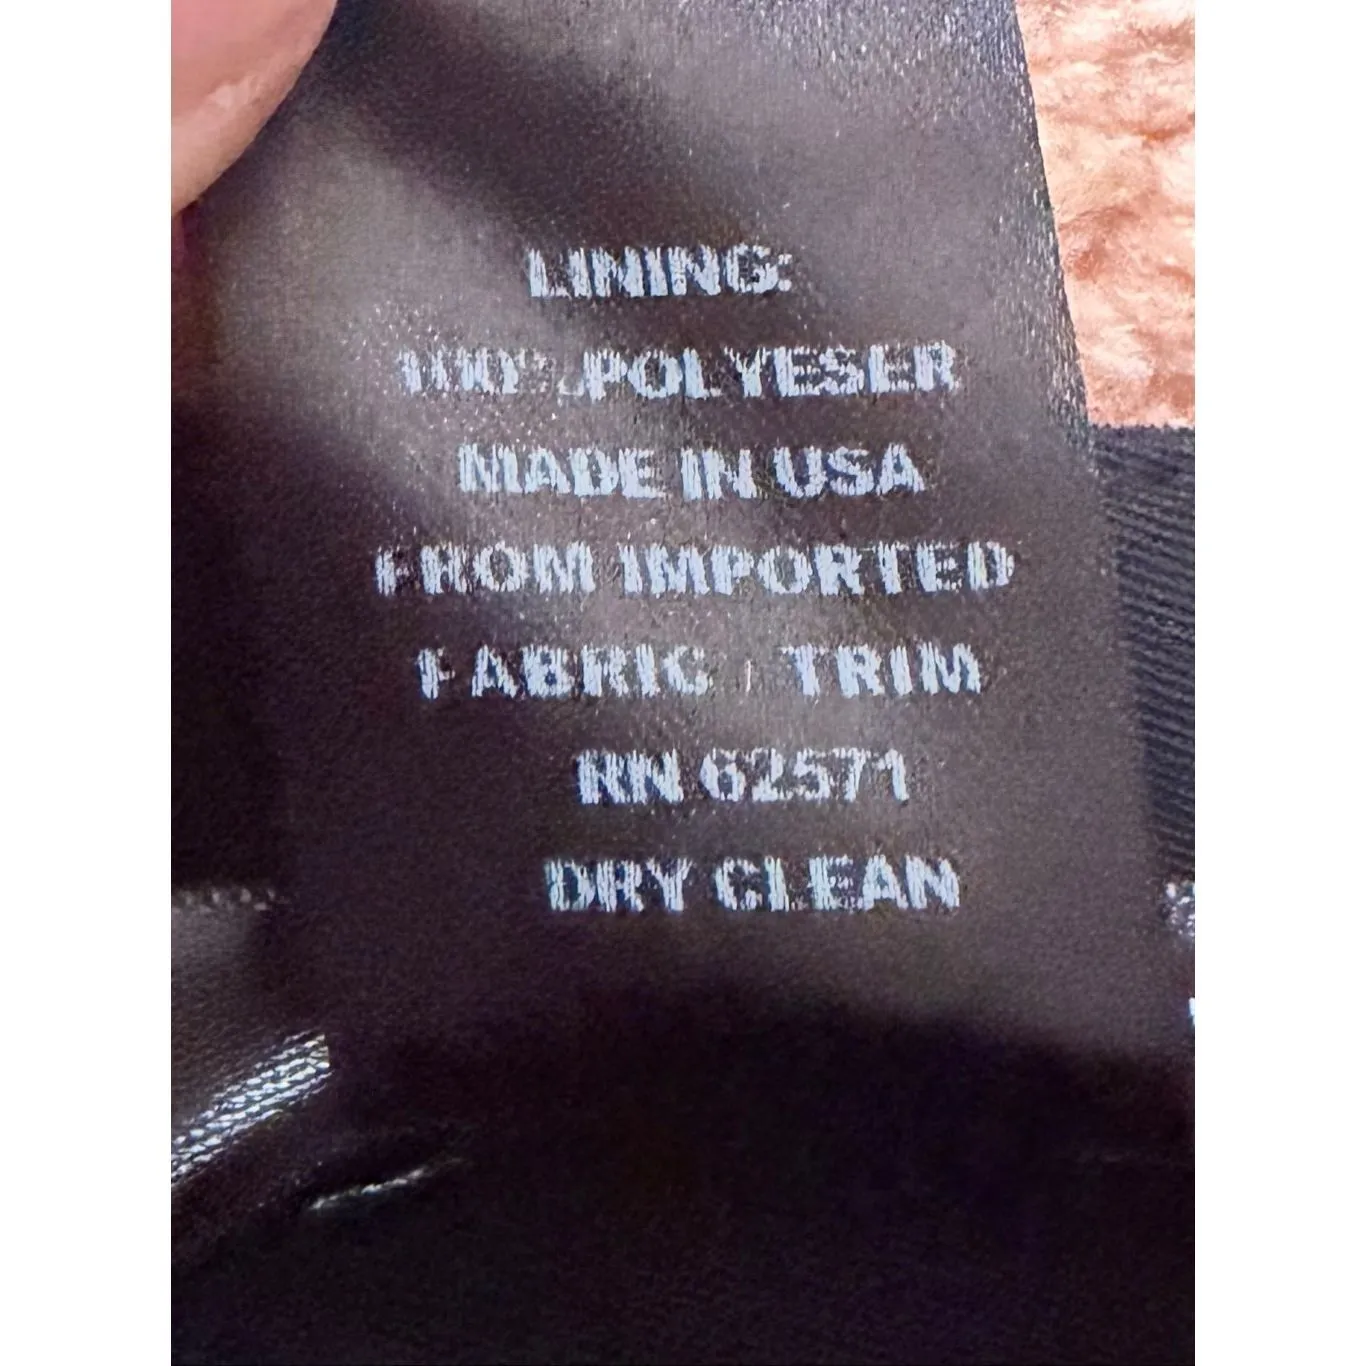 LINING:
100% POLYESER
MADE IN USA
FROM IMPORTED
FABRIC TRIM
RN 62571
DRY CLEAN